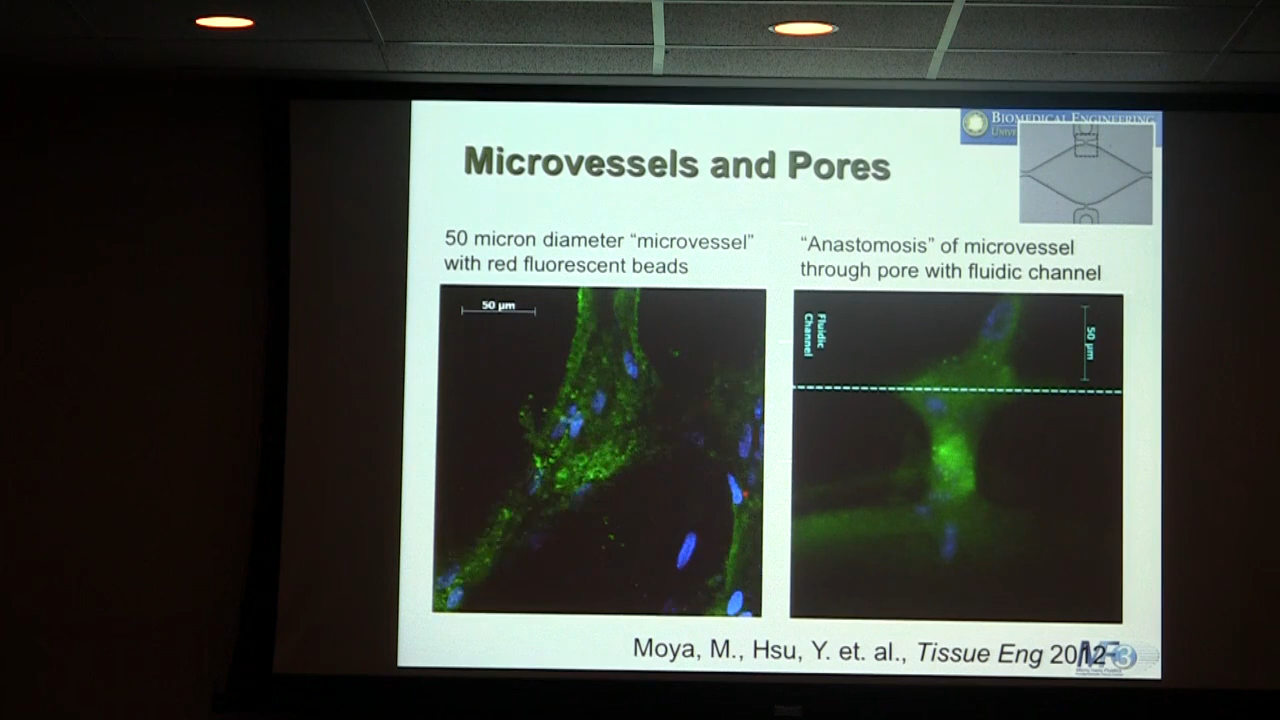 BIOMEDICAL ENGINEERING
Microvessels and Pores
50 micron diameter “microvessel”
with red fluorescent beads
“Anastomosis” of microvessel
through pore with fluidic channel
50 µm
Fluidic
Channel
50 µm
Moya, M., Hsu, Y. et. al., Tissue Eng 2012
MF3